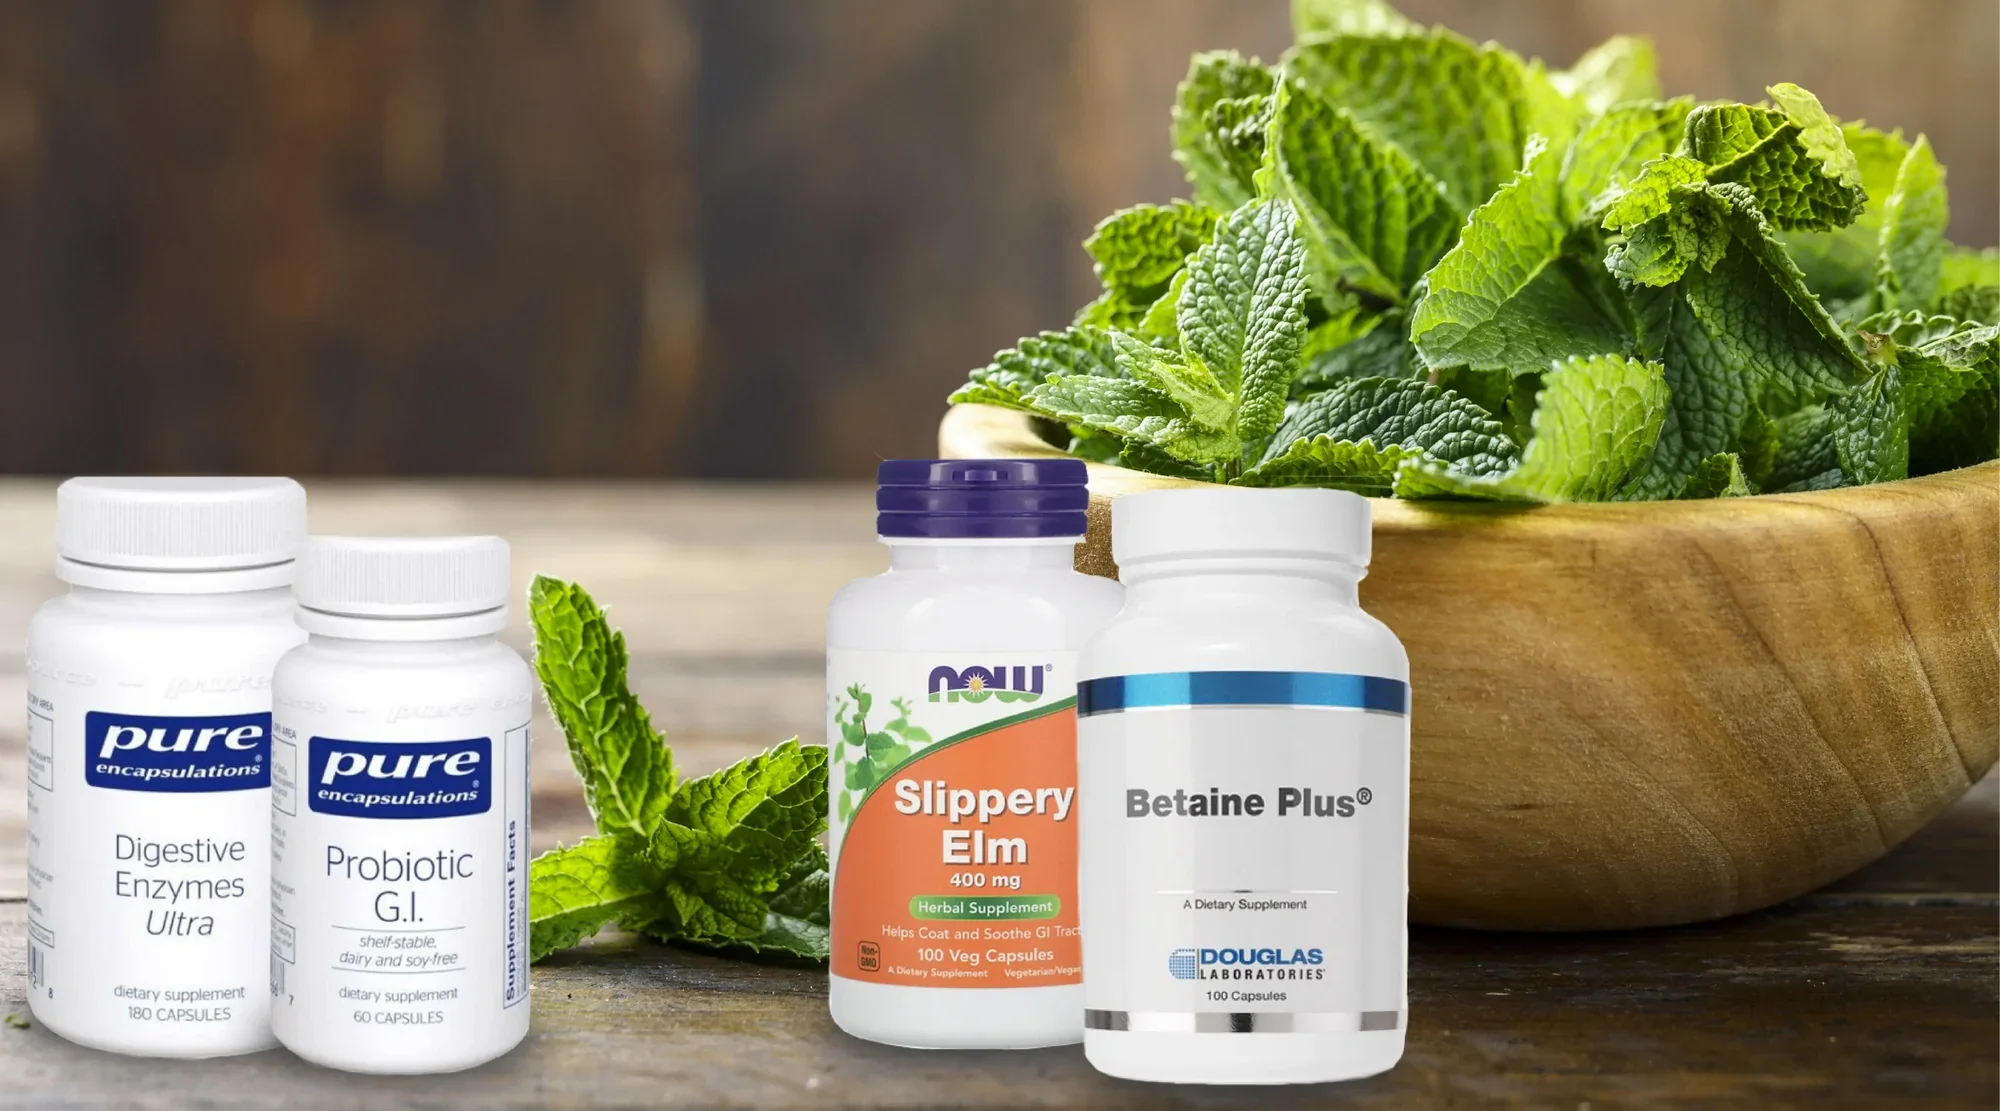 pure
encapsulations®
Digestive
Enzymes
Ultra
dietary supplement
180 CAPSULES
pure
encapsulations®
Probiotic
G.I.
shelf-stable,
dairy and soy-free
dietary supplement
60 CAPSULES
Supplement Facts
now®
Slippery
Elm
400 mg
Herbal Supplement
Helps Coat and Soothe GI Tract
Non-
GMO
100 Veg Capsules
A Dietary Supplement Vegetarian/Vegan
Betaine Plus®
A Dietary Supplement
DOUGLAS
LABORATORIES®
100 Capsules